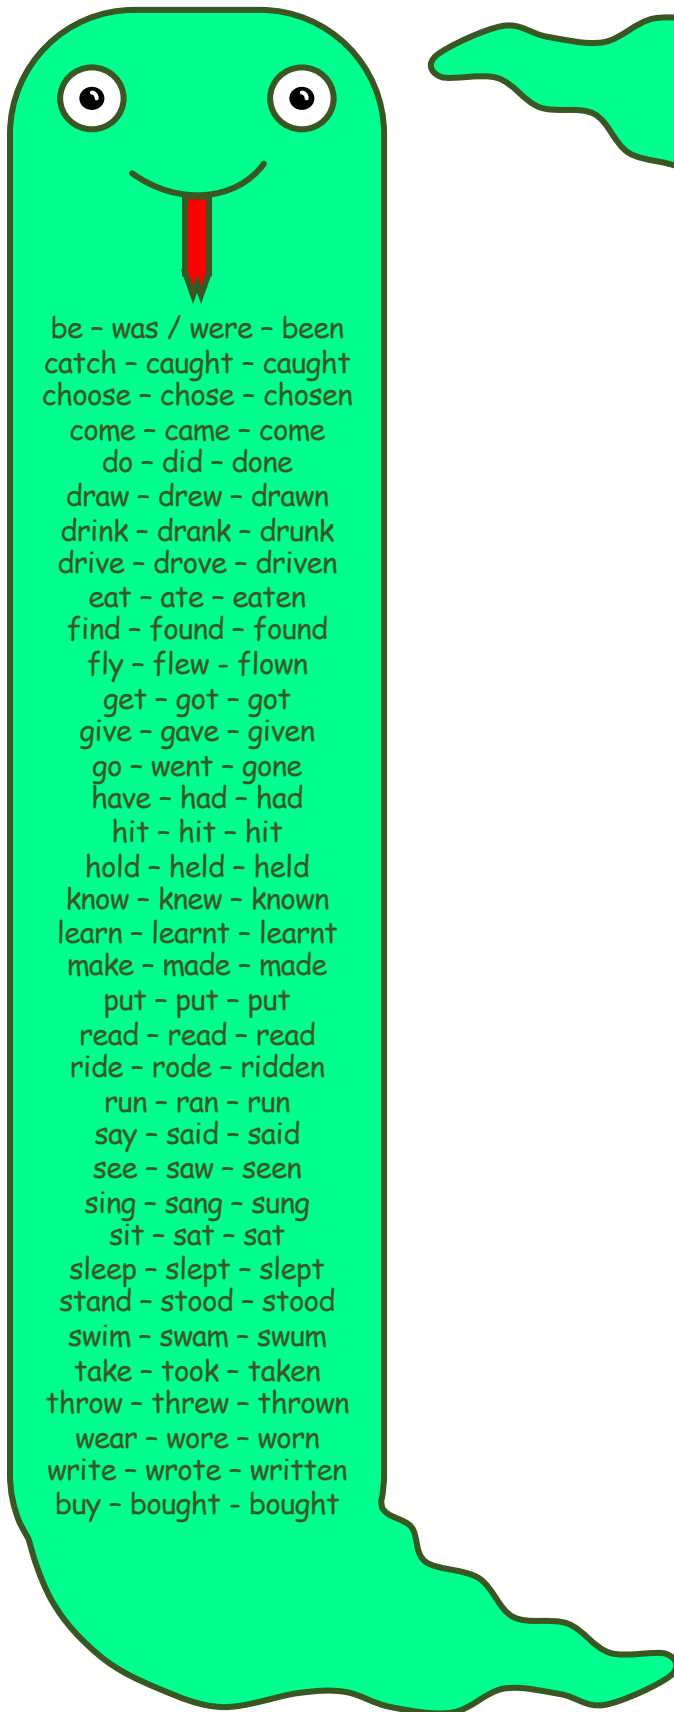 be – was / were – been
catch – caught – caught
choose – chose – chosen
come – came – come
do – did – done
draw – drew – drawn
drink – drank – drunk
drive – drove – driven
eat – ate – eaten
find – found – found
fly – flew - flown
get – got – got
give – gave – given
go – went – gone
have – had – had
hit – hit – hit
hold – held – held
know – knew – known
learn – learnt – learnt
make – made – made
put – put – put
read – read – read
ride – rode – ridden
run – ran – run
say – said – said
see – saw – seen
sing – sang – sung
sit – sat – sat
sleep – slept – slept
stand – stood – stood
swim – swam – swum
take – took – taken
throw – threw – thrown
wear – wore – worn
write – wrote – written
buy – bought - bought